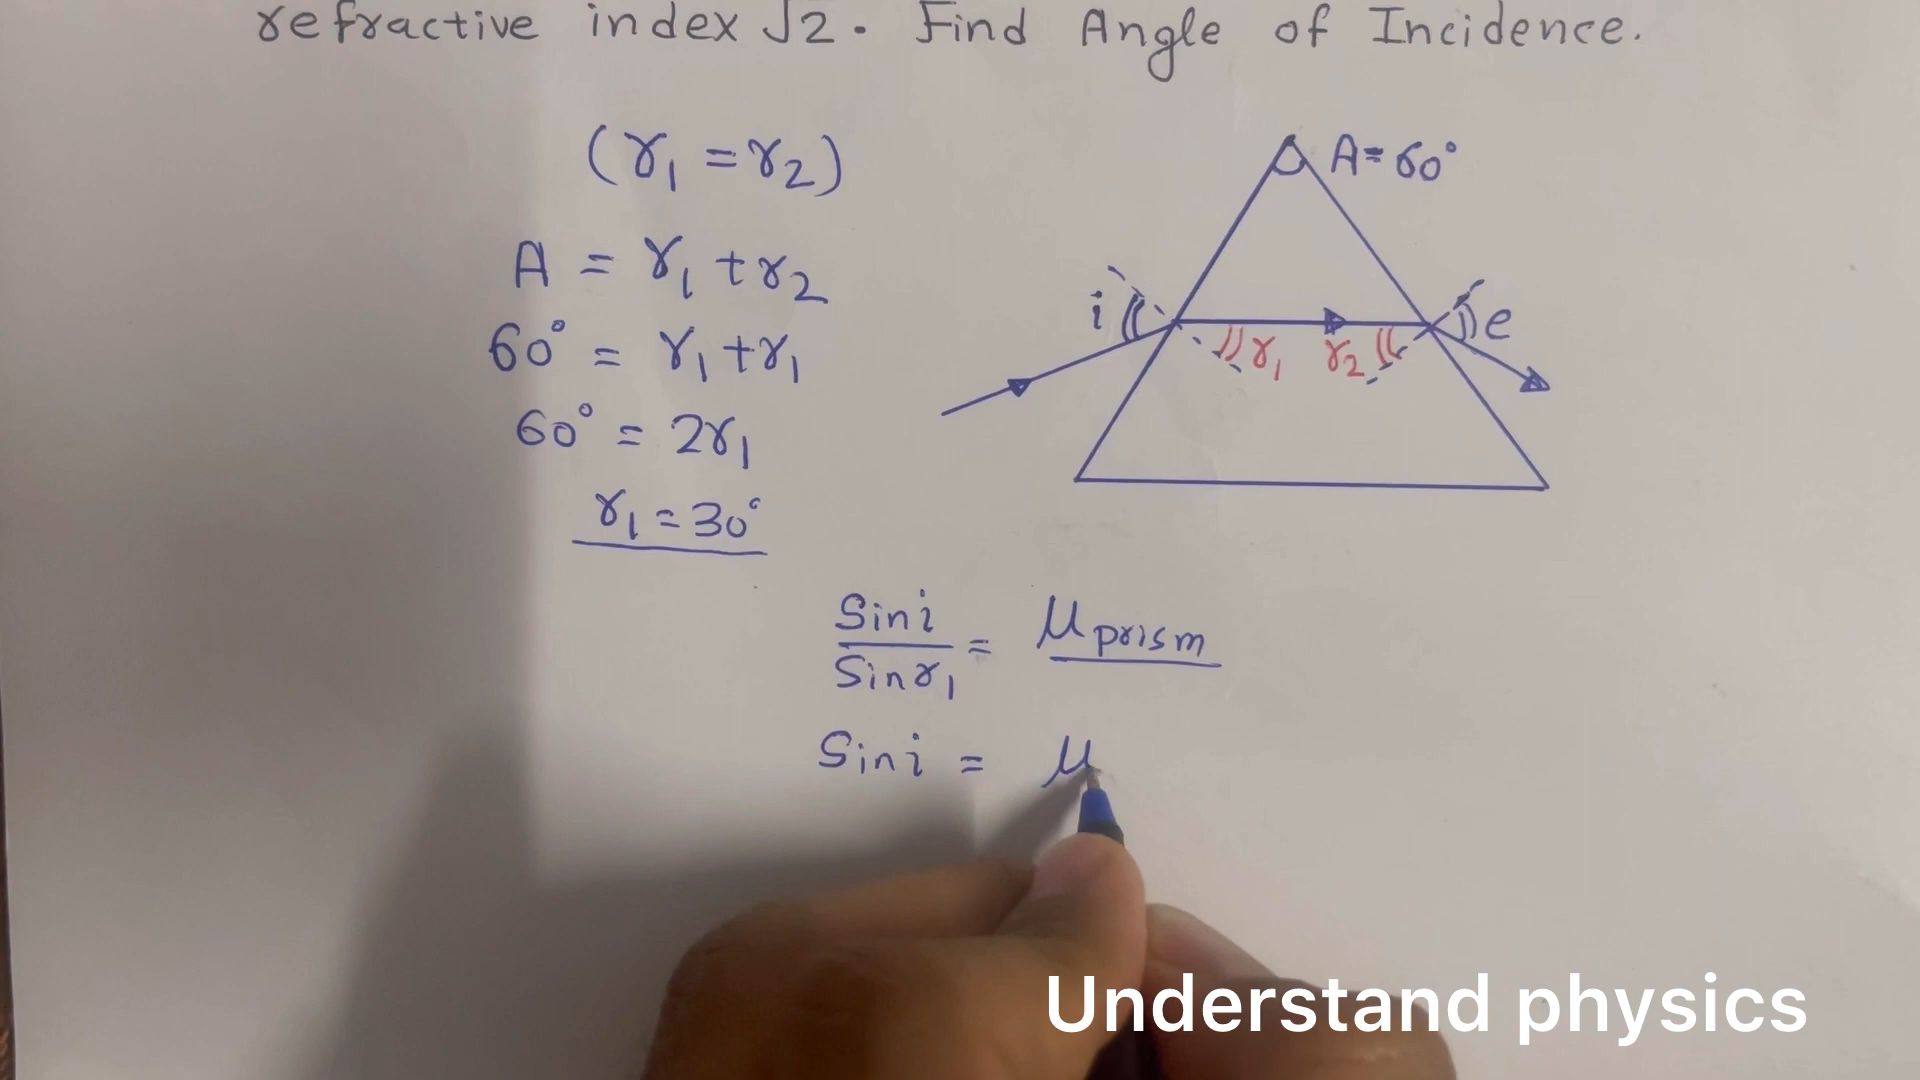 refractive index √2. Find Angle of Incidence.
(r₁ = r₂)
A = r₁ + r₂
60° = r₁ + r₁
60° = 2r₁
r₁ = 30°
A = 60°
i
r₁
r₂
e
Sin i / Sin r₁ = μ prism
Sin i = μ
Understand physics